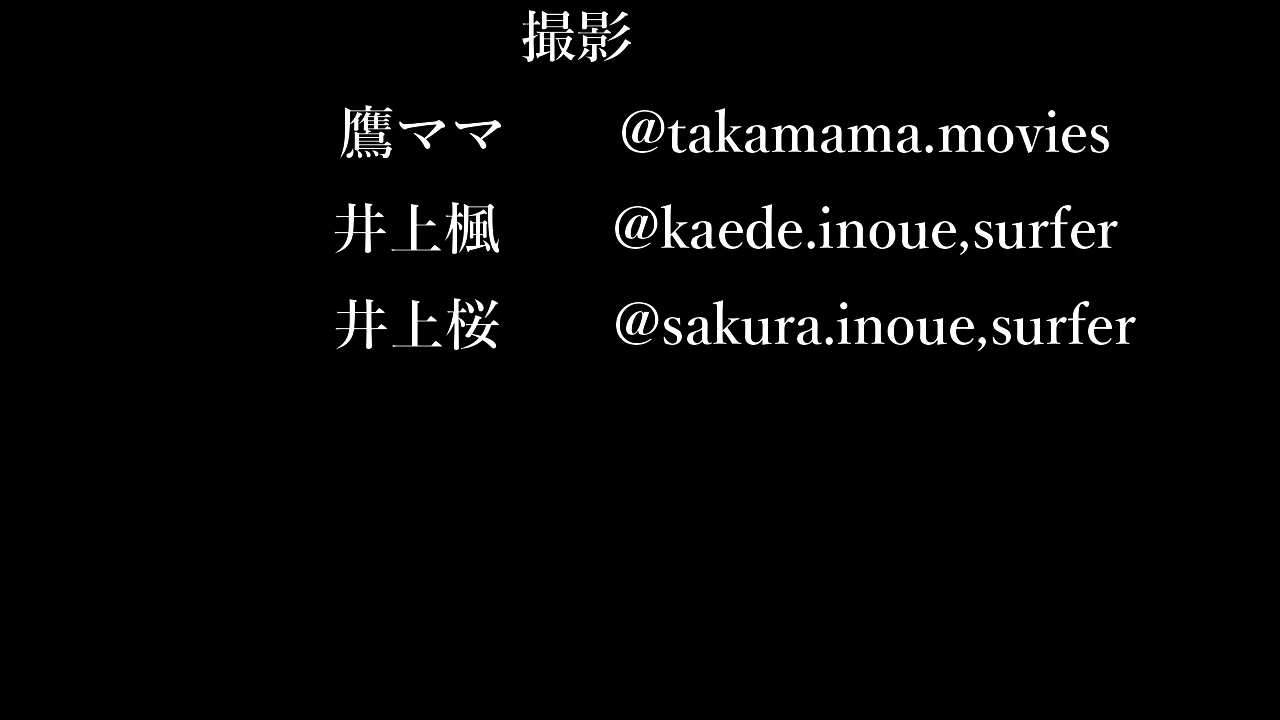 撮影
鷹ママ @takamama.movies
井上楓 @kaede.inoue,surfer
井上桜 @sakura.inoue,surfer